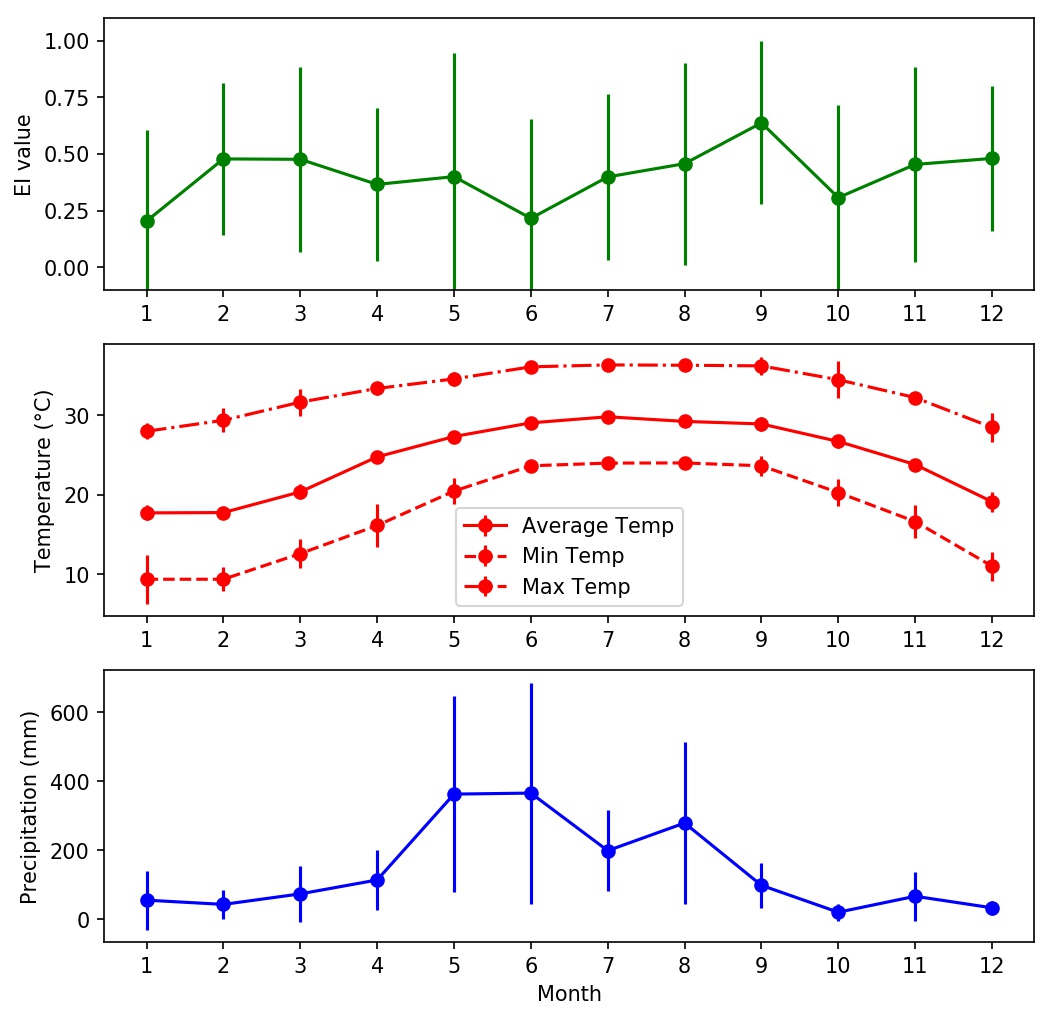 EI value
1.00
0.75
0.50
0.25
0.00
1 2 3 4 5 6 7 8 9 10 11 12
Temperature (°C)
30
20
10
Average Temp
Min Temp
Max Temp
1 2 3 4 5 6 7 8 9 10 11 12
Precipitation (mm)
600
400
200
0
1 2 3 4 5 6 7 8 9 10 11 12
Month